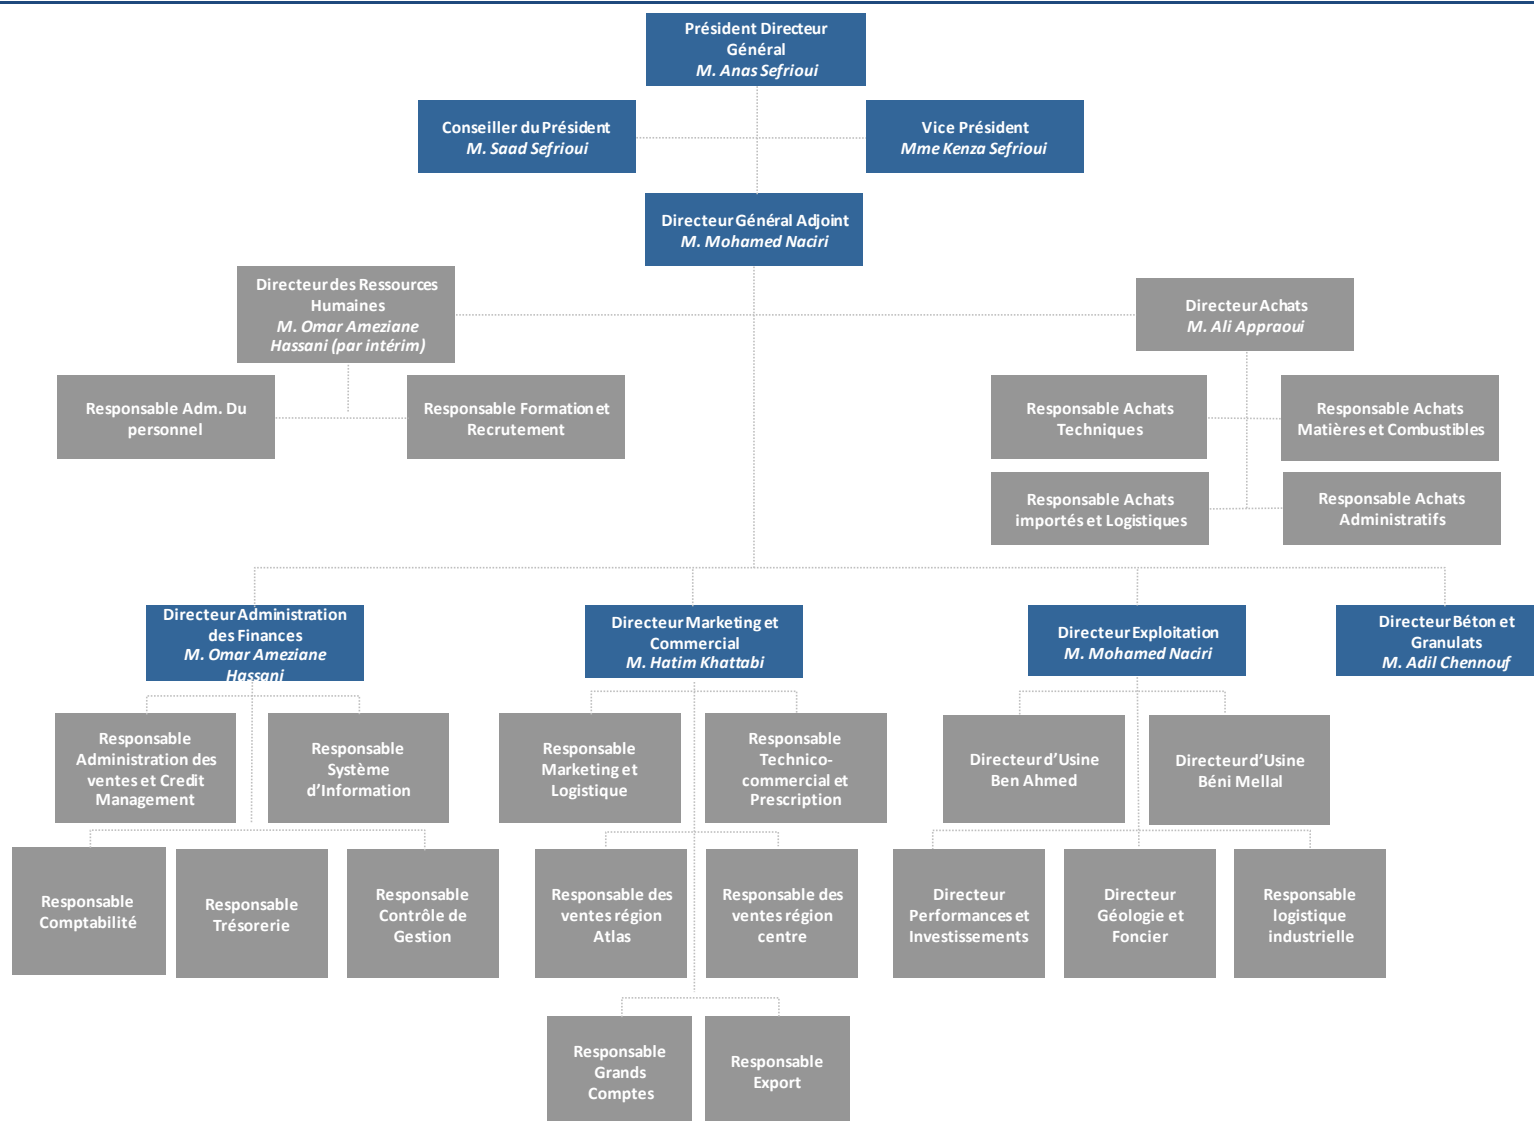 Président Directeur
Général
M. Anas Sefrioui
Conseiller du Président
M. Saad Sefrioui
Vice Président
Mme Kenza Sefrioui
Directeur Général Adjoint
M. Mohamed Naciri
Directeur des Ressources
Humaines
M. Omar Ameziane
Hassani (par intérim)
Directeur Achats
M. Ali Appraoui
Responsable Adm. Du
personnel
Responsable Formation et
Recrutement
Responsable Achats
Techniques
Responsable Achats
Matières et Combustibles
Responsable Achats
importés et Logistiques
Responsable Achats
Administratifs
Directeur Administration
des Finances
M. Omar Ameziane
Hassani
Directeur Marketing et
Commercial
M. Hatim Khattabi
Directeur Exploitation
M. Mohamed Naciri
Directeur Béton et
Granulats
M. Adil Chennouf
Responsable
Administration des
ventes et Credit
Management
Responsable
Système
d’Information
Responsable
Marketing et
Logistique
Responsable
Technico-
commercial et
Prescription
Directeur d’Usine
Ben Ahmed
Directeur d’Usine
Béni Mellal
Responsable
Comptabilité
Responsable
Trésorerie
Responsable
Contrôle de
Gestion
Responsable des
ventes région
Atlas
Responsable des
ventes région
centre
Directeur
Performances et
Investissements
Directeur
Géologie et
Foncier
Responsable
logistique
industrielle
Responsable
Grands
Comptes
Responsable
Export